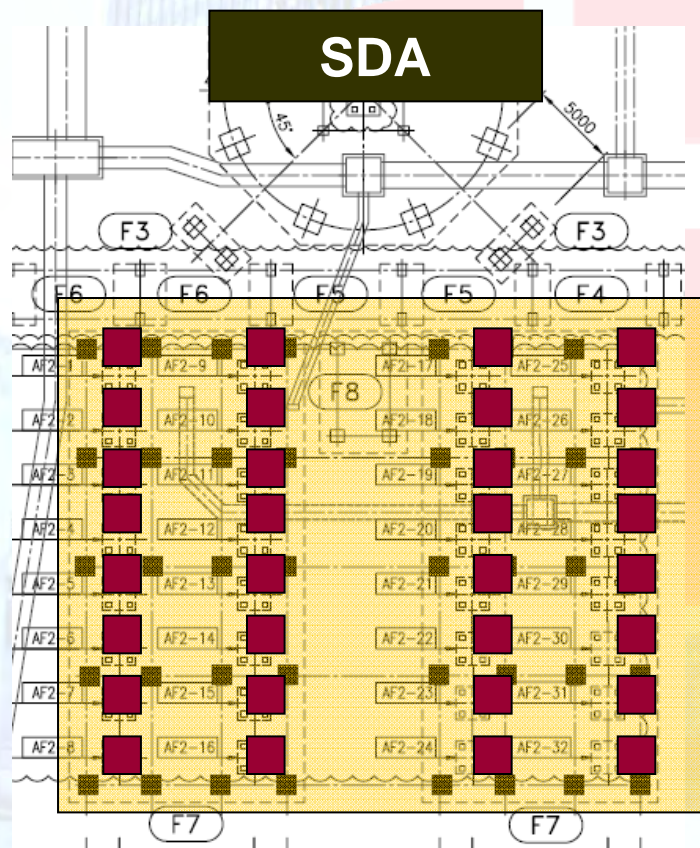 SDA
45°
5000
F3
F3
F6
F6
F5
F5
F4
F8
AF2-1
AF2-9
AF2-17
AF2-25
AF2-2
AF2-10
AF2-18
AF2-26
AF2-3
AF2-11
AF2-19
AF2-27
AF2-4
AF2-12
AF2-20
AF2-28
AF2-5
AF2-13
AF2-21
AF2-29
AF2-6
AF2-14
AF2-22
AF2-30
AF2-7
AF2-15
AF2-23
AF2-31
AF2-8
AF2-16
AF2-24
AF2-32
F7
F7